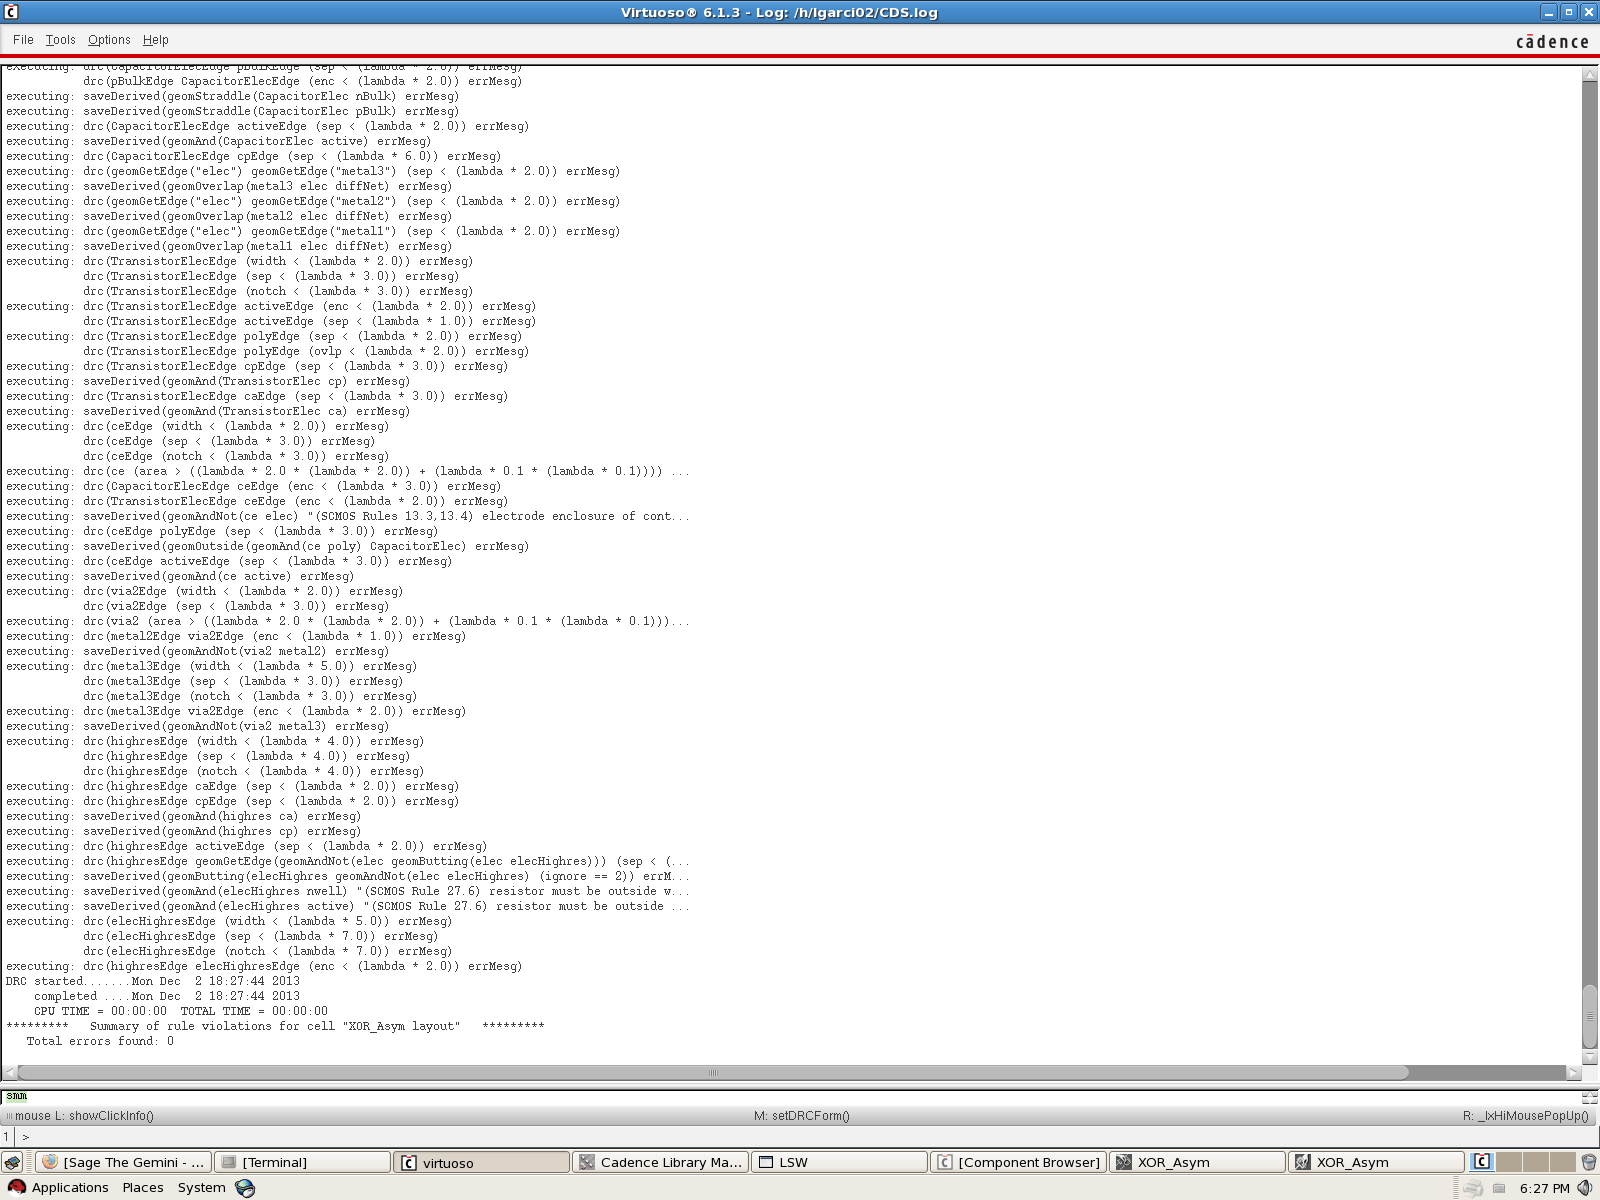 Virtuoso® 6.1.3 - Log: /h/lgarci02/CDS.log
File Tools Options Help
cādence
executing: drc(CapacitorElecEdge pBulkEdge (sep < (lambda * 2.0)) errMesg)
drc(pBulkEdge CapacitorElecEdge (enc < (lambda * 2.0)) errMesg)
executing: saveDerived(geomStraddle(CapacitorElec nBulk) errMesg)
executing: saveDerived(geomStraddle(CapacitorElec pBulk) errMesg)
executing: drc(CapacitorElecEdge activeEdge (sep < (lambda * 2.0)) errMesg)
executing: saveDerived(geomAnd(CapacitorElec active) errMesg)
executing: drc(CapacitorElecEdge cpEdge (sep < (lambda * 6.0)) errMesg)
executing: drc(geomGetEdge("elec") geomGetEdge("metal3") (sep < (lambda * 2.0)) errMesg)
executing: saveDerived(geomOverlap(metal3 elec diffNet) errMesg)
executing: drc(geomGetEdge("elec") geomGetEdge("metal2") (sep < (lambda * 2.0)) errMesg)
executing: saveDerived(geomOverlap(metal2 elec diffNet) errMesg)
executing: drc(geomGetEdge("elec") geomGetEdge("metal1") (sep < (lambda * 2.0)) errMesg)
executing: saveDerived(geomOverlap(metal1 elec diffNet) errMesg)
executing: drc(TransistorElecEdge (width < (lambda * 2.0)) errMesg)
drc(TransistorElecEdge (sep < (lambda * 3.0)) errMesg)
drc(TransistorElecEdge (notch < (lambda * 3.0)) errMesg)
executing: drc(TransistorElecEdge activeEdge (enc < (lambda * 2.0)) errMesg)
drc(TransistorElecEdge activeEdge (sep < (lambda * 1.0)) errMesg)
executing: drc(TransistorElecEdge polyEdge (sep < (lambda * 2.0)) errMesg)
drc(TransistorElecEdge polyEdge (ovlp < (lambda * 2.0)) errMesg)
executing: drc(TransistorElecEdge cpEdge (sep < (lambda * 3.0)) errMesg)
executing: saveDerived(geomAnd(TransistorElec cp) errMesg)
executing: drc(TransistorElecEdge caEdge (sep < (lambda * 3.0)) errMesg)
executing: saveDerived(geomAnd(TransistorElec ca) errMesg)
executing: drc(ceEdge (width < (lambda * 2.0)) errMesg)
drc(ceEdge (sep < (lambda * 3.0)) errMesg)
drc(ceEdge (notch < (lambda * 3.0)) errMesg)
executing: drc(ce (area > ((lambda * 2.0 * (lambda * 2.0)) + (lambda * 0.1 * (lambda * 0.1)))) ...
executing: drc(CapacitorElecEdge ceEdge (enc < (lambda * 3.0)) errMesg)
executing: drc(TransistorElecEdge ceEdge (enc < (lambda * 2.0)) errMesg)
executing: saveDerived(geomAndNot(ce elec) "(SCMOS Rules 13.3,13.4) electrode enclosure of cont...
executing: drc(ceEdge polyEdge (sep < (lambda * 3.0)) errMesg)
executing: saveDerived(geomOutside(geomAnd(ce poly) CapacitorElec) errMesg)
executing: drc(ceEdge activeEdge (sep < (lambda * 3.0)) errMesg)
executing: saveDerived(geomAnd(ce active) errMesg)
executing: drc(via2Edge (width < (lambda * 2.0)) errMesg)
drc(via2Edge (sep < (lambda * 3.0)) errMesg)
executing: drc(via2 (area > ((lambda * 2.0 * (lambda * 2.0)) + (lambda * 0.1 * (lambda * 0.1)))...
executing: drc(metal2Edge via2Edge (enc < (lambda * 1.0)) errMesg)
executing: saveDerived(geomAndNot(via2 metal2) errMesg)
executing: drc(metal3Edge (width < (lambda * 5.0)) errMesg)
drc(metal3Edge (sep < (lambda * 3.0)) errMesg)
drc(metal3Edge (notch < (lambda * 3.0)) errMesg)
executing: drc(metal3Edge via2Edge (enc < (lambda * 2.0)) errMesg)
executing: saveDerived(geomAndNot(via2 metal3) errMesg)
executing: drc(highresEdge (width < (lambda * 4.0)) errMesg)
drc(highresEdge (sep < (lambda * 4.0)) errMesg)
drc(highresEdge (notch < (lambda * 4.0)) errMesg)
executing: drc(highresEdge caEdge (sep < (lambda * 2.0)) errMesg)
executing: drc(highresEdge cpEdge (sep < (lambda * 2.0)) errMesg)
executing: saveDerived(geomAnd(highres ca) errMesg)
executing: saveDerived(geomAnd(highres cp) errMesg)
executing: drc(highresEdge activeEdge (sep < (lambda * 2.0)) errMesg)
executing: drc(highresEdge geomGetEdge(geomAndNot(elec geomButting(elec elecHighres))) (sep < (...
executing: saveDerived(geomButting(elecHighres geomAndNot(elec elecHighres) (ignore == 2)) errM...
executing: saveDerived(geomAnd(elecHighres nwell) "(SCMOS Rule 27.6) resistor must be outside w...
executing: saveDerived(geomAnd(elecHighres active) "(SCMOS Rule 27.6) resistor must be outside ...
executing: drc(elecHighresEdge (width < (lambda * 5.0)) errMesg)
drc(elecHighresEdge (sep < (lambda * 7.0)) errMesg)
drc(elecHighresEdge (notch < (lambda * 7.0)) errMesg)
executing: drc(highresEdge elecHighresEdge (enc < (lambda * 2.0)) errMesg)
DRC started.......Mon Dec  2 18:27:44 2013
completed ....Mon Dec  2 18:27:44 2013
CPU TIME = 00:00:00  TOTAL TIME = 00:00:00
*********   Summary of rule violations for cell "XOR_Asym layout"   *********
Total errors found: 0
smm
mouse L: showClickInfo() M: setDRCForm() R: _lxHiMousePopUp()
1 >
[Sage The Gemini - ... [Terminal] virtuoso Cadence Library Ma... LSW [Component Browser] XOR_Asym XOR_Asym
Applications Places System 6:27 PM